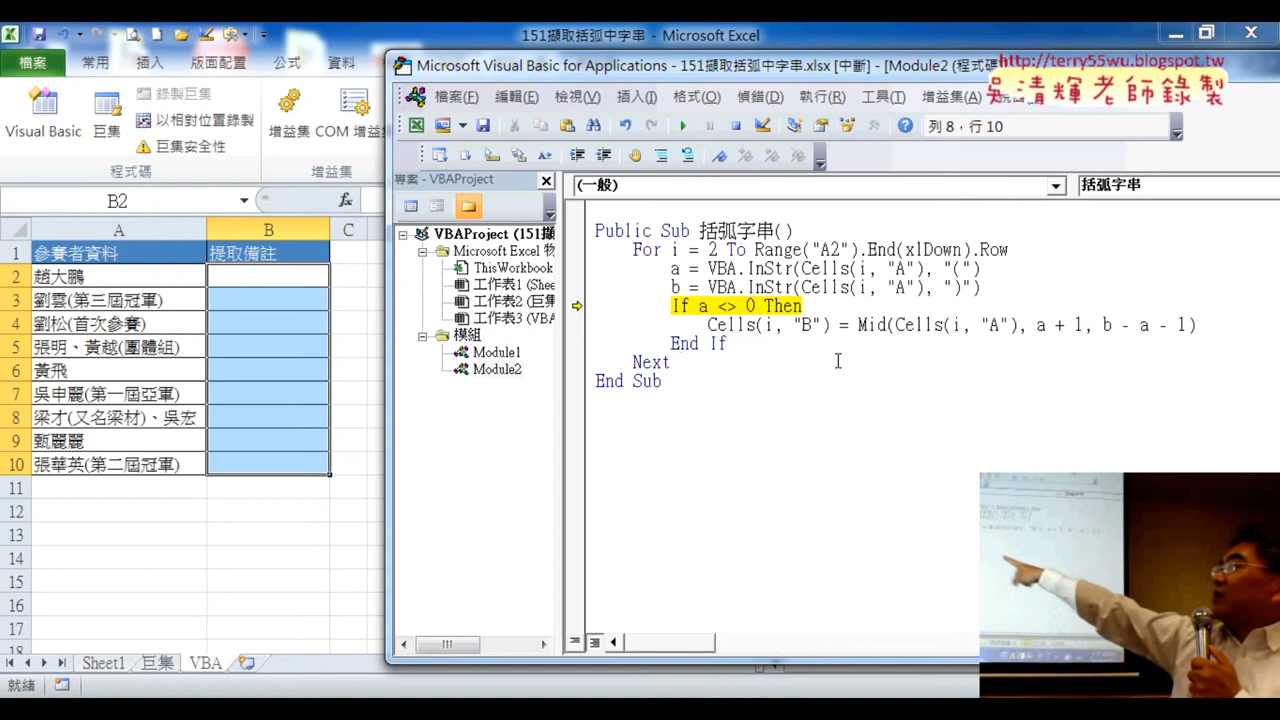 151擷取括弧中字串 - Microsoft Excel
檔案 常用 插入 版面配置 公式 資料
Visual Basic
巨集
錄製巨集
以相對位置錄製
巨集安全性
程式碼
增益集 COM 增益集
增益集
B2
fx
A B C
1 參賽者資料 提取備註
2 趙大鵬
3 劉雲(第三屆冠軍)
4 劉松(首次參賽)
5 張明、黃越(團體組)
6 黃飛
7 吳申麗(第一屆亞軍)
8 梁才(又名梁材)、吳宏
9 甄麗麗
10 張華英(第二屆冠軍)
11
12
13
14
15
16
17
18
Sheet1 巨集 VBA
就緒
Microsoft Visual Basic for Applications - 151擷取括弧中字串.xlsx [中斷] - [Module2 (程式碼
http://terry55wu.blogspot.tw
吳清輝老師錄製
檔案(F) 編輯(E) 檢視(V) 插入(I) 格式(O) 偵錯(D) 執行(R) 工具(T) 增益集(A)
列 8，行 10
專案 - VBAProject
VBAProject (151擷
Microsoft Excel 物
ThisWorkbook
工作表1 (Shee
工作表2 (巨集
工作表3 (VBA
模組
Module1
Module2
(一般) 括弧字串
Public Sub 括弧字串()
For i = 2 To Range("A2").End(xlDown).Row
a = VBA.InStr(Cells(i, "A"), "(")
b = VBA.InStr(Cells(i, "A"), ")")
If a <> 0 Then
Cells(i, "B") = Mid(Cells(i, "A"), a + 1, b - a - 1)
End If
Next
End Sub